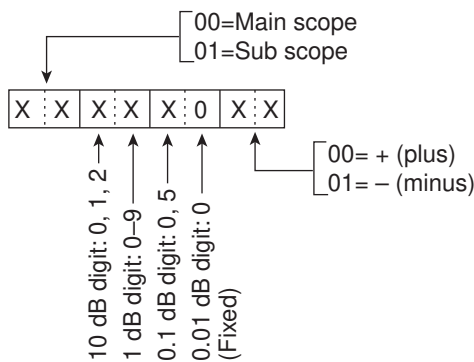 00=Main scope
01=Sub scope
X X X X X 0 X X
00= + (plus)
01= – (minus)
10 dB digit: 0, 1, 2
1 dB digit: 0–9
0.1 dB digit: 0, 5
0.01 dB digit: 0
(Fixed)